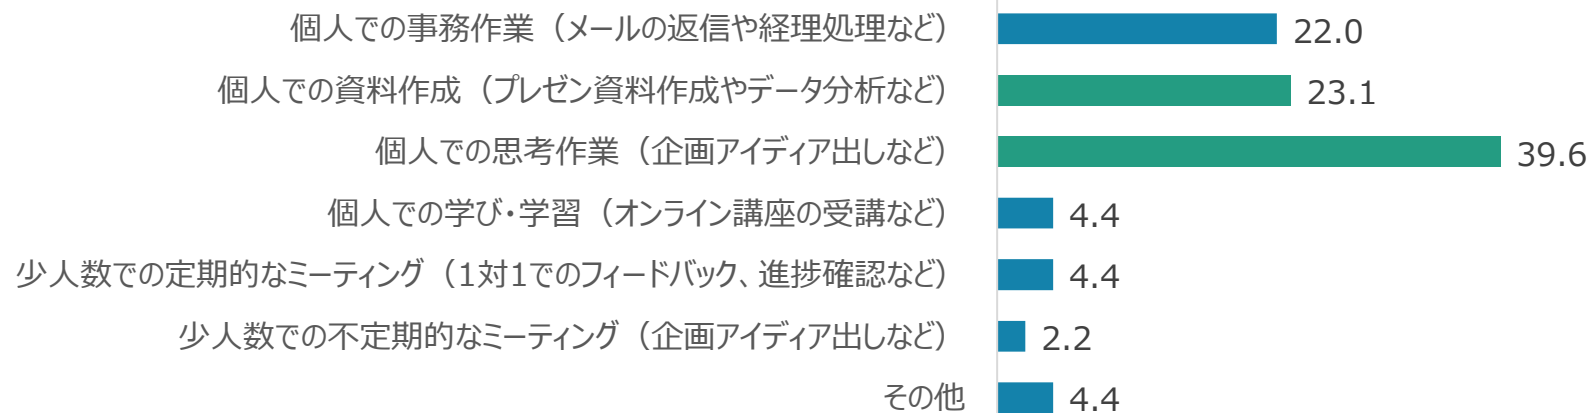 個人での事務作業（メールの返信や経理処理など） 22.0
個人での資料作成（プレゼン資料作成やデータ分析など） 23.1
個人での思考作業（企画アイディア出しなど） 39.6
個人での学び・学習（オンライン講座の受講など） 4.4
少人数での定期的なミーティング（1対1でのフィードバック、進捗確認など） 4.4
少人数での不定期的なミーティング（企画アイディア出しなど） 2.2
その他 4.4